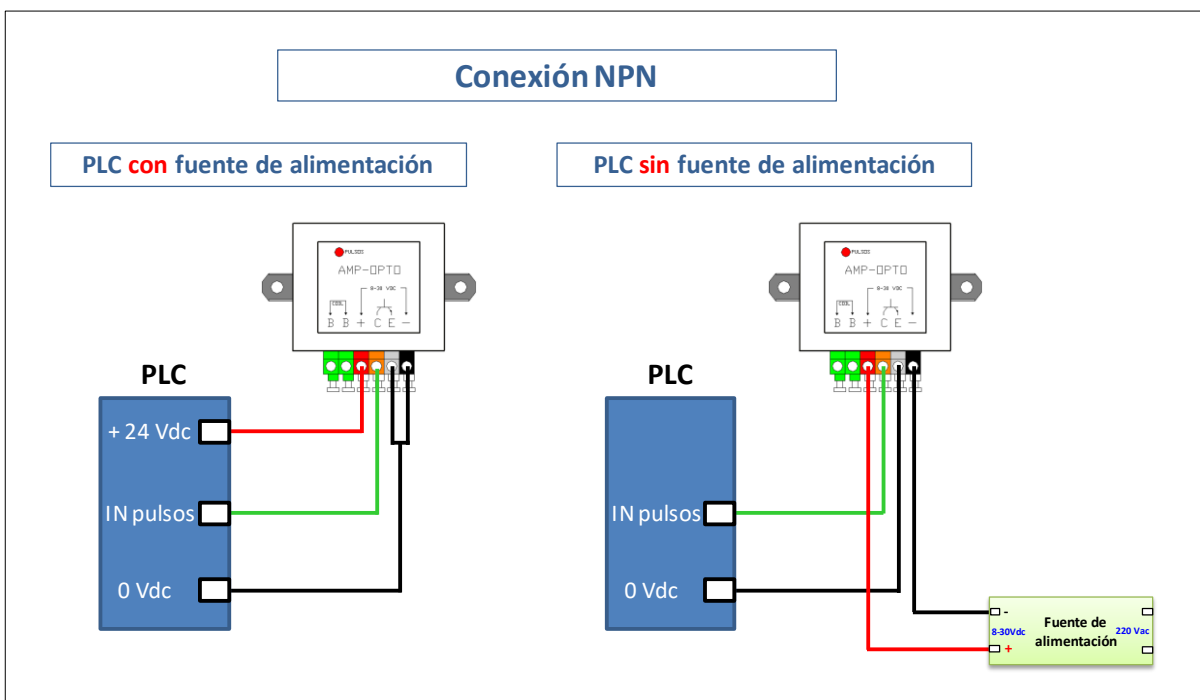 Conexión NPN
PLC con fuente de alimentación
PULSOS
AMP-OPTO
8-30 VDC
COIL
B B + C E -
PLC
+ 24 Vdc
IN pulsos
0 Vdc
PLC sin fuente de alimentación
PULSOS
AMP-OPTO
8-30 VDC
COIL
B B + C E -
PLC
IN pulsos
0 Vdc
-
8-30Vdc
+
Fuente de
alimentación
220 Vac